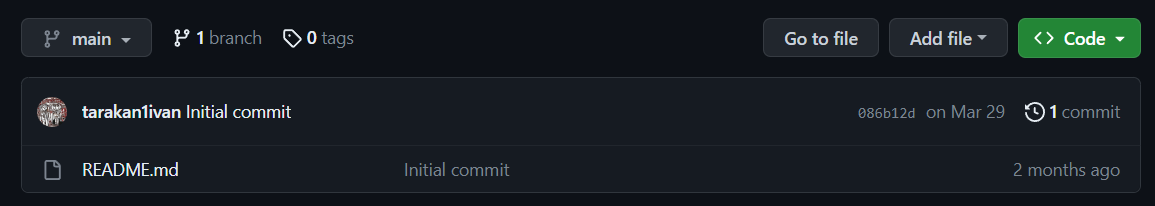 main 1 branch 0 tags Go to file Add file Code
tarakan1ivan Initial commit 086b12d on Mar 29 1 commit
README.md Initial commit 2 months ago